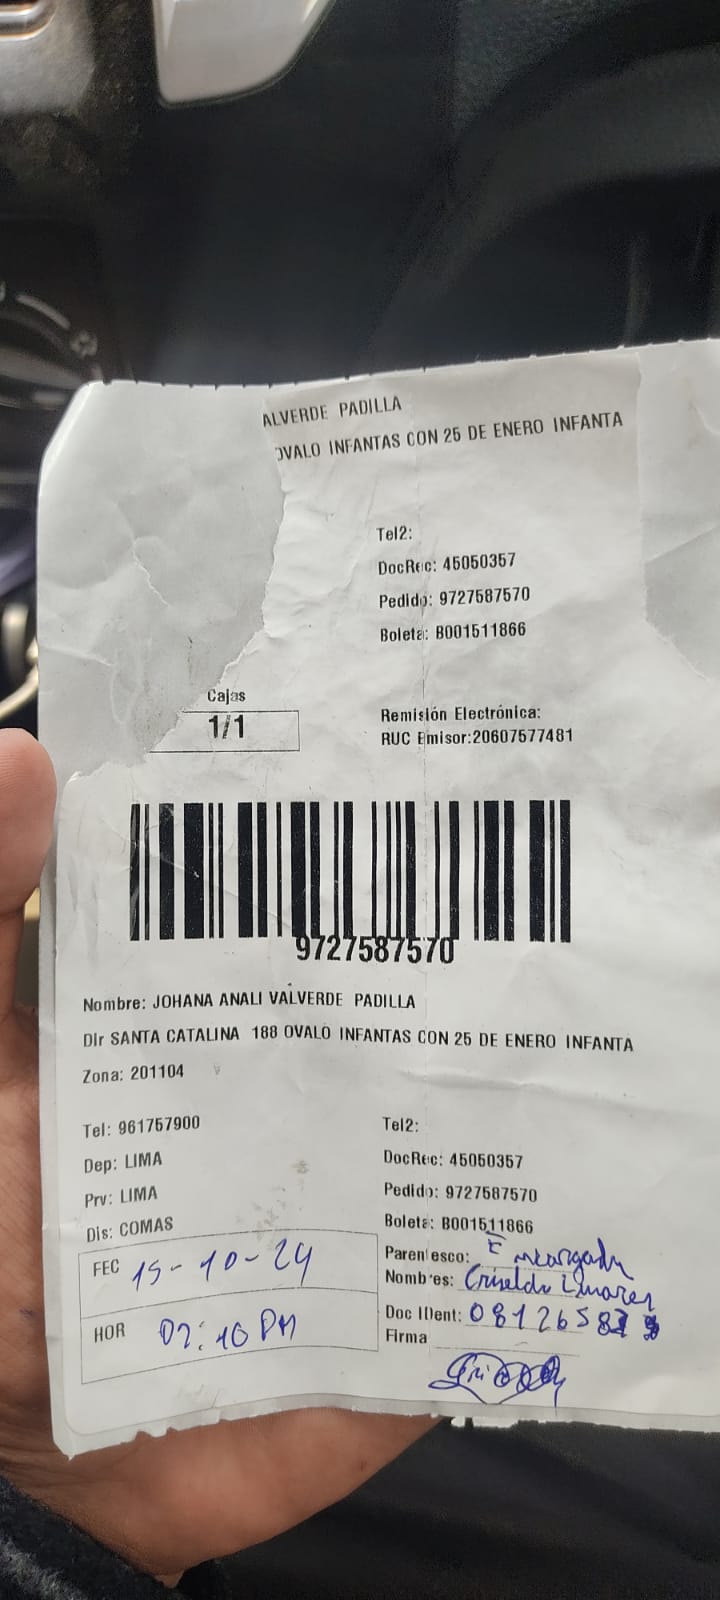 ALVERDE PADILLA
OVALO INFANTAS CON 25 DE ENERO INFANTA
Tel2:
DocRec: 45050357
Pedido: 9727587570
Boleta: B001511866
Cajas
1/1
Remisión Electrónica:
RUC Emisor:20607577481
9727587570
Nombre: JOHANA ANALI VALVERDE PADILLA
DIr SANTA CATALINA 188 OVALO INFANTAS CON 25 DE ENERO INFANTA
Zona: 201104
Tel: 961757900
Tel2:
Dep: LIMA
DocRec: 45050357
Prv: LIMA
Pedido: 9727587570
Dis: COMAS
Boleta: B001511866
FEC 15-10-24
Parentesco: Encargada
Nombres: Criselda Linares
HOR 02:10 PM
Doc IDent:
Firma